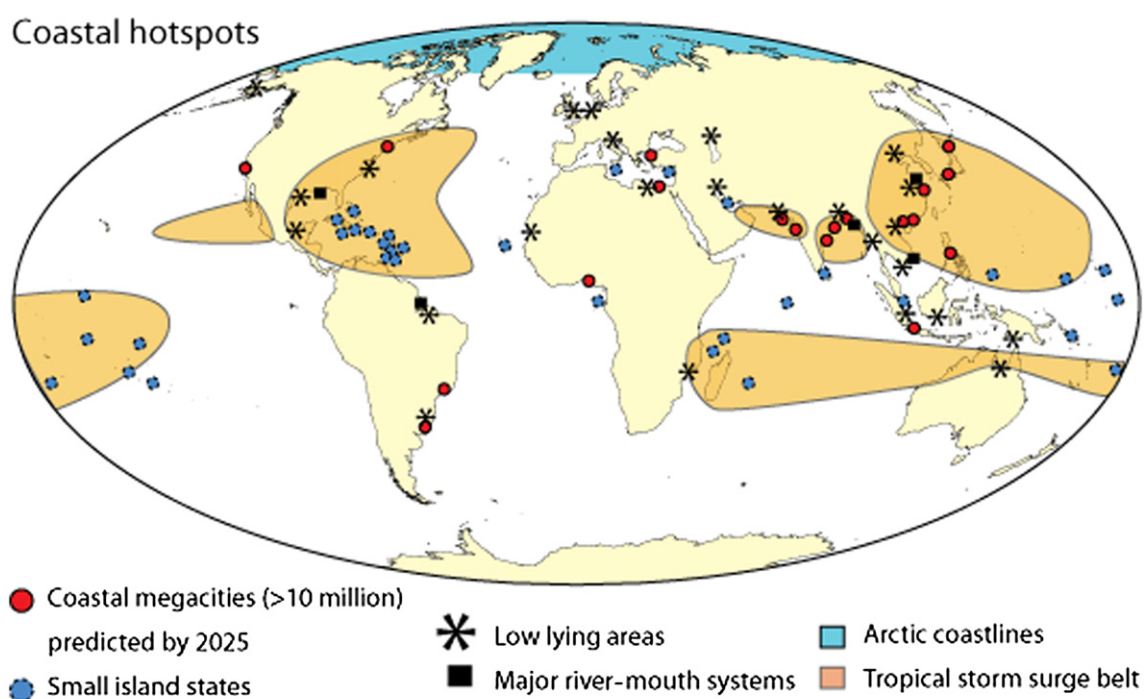 Coastal hotspots
Coastal megacities (>10 million)
predicted by 2025
Small island states
Low lying areas
Major river-mouth systems
Arctic coastlines
Tropical storm surge belt